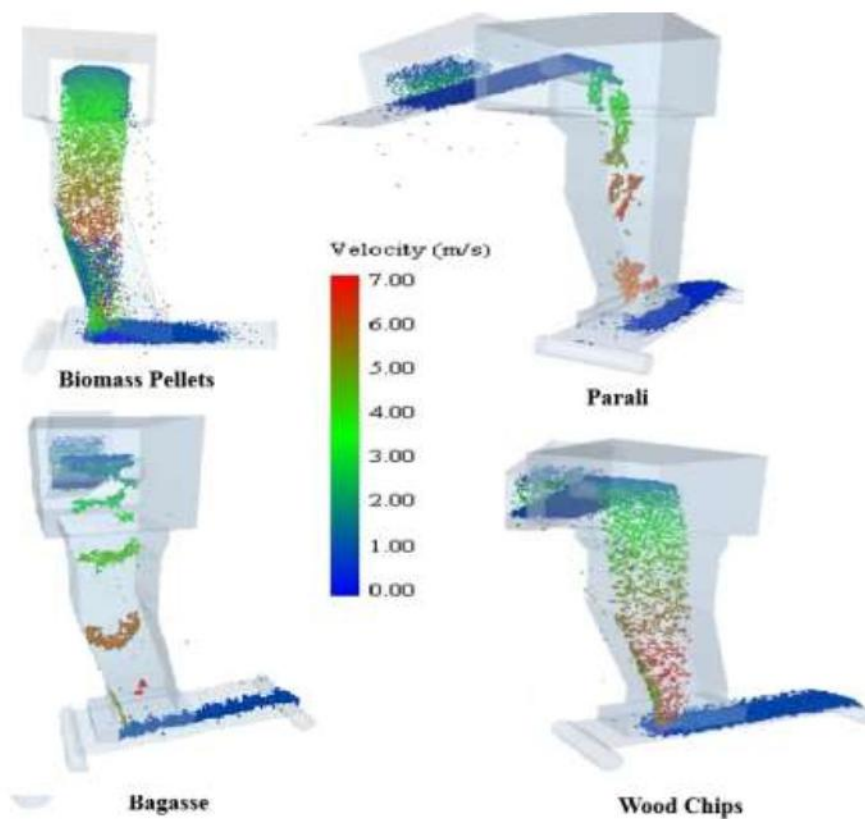 Velocity (m/s)
7.00
6.00
5.00
4.00
3.00
2.00
1.00
0.00
Biomass Pellets
Parali
Bagasse
Wood Chips